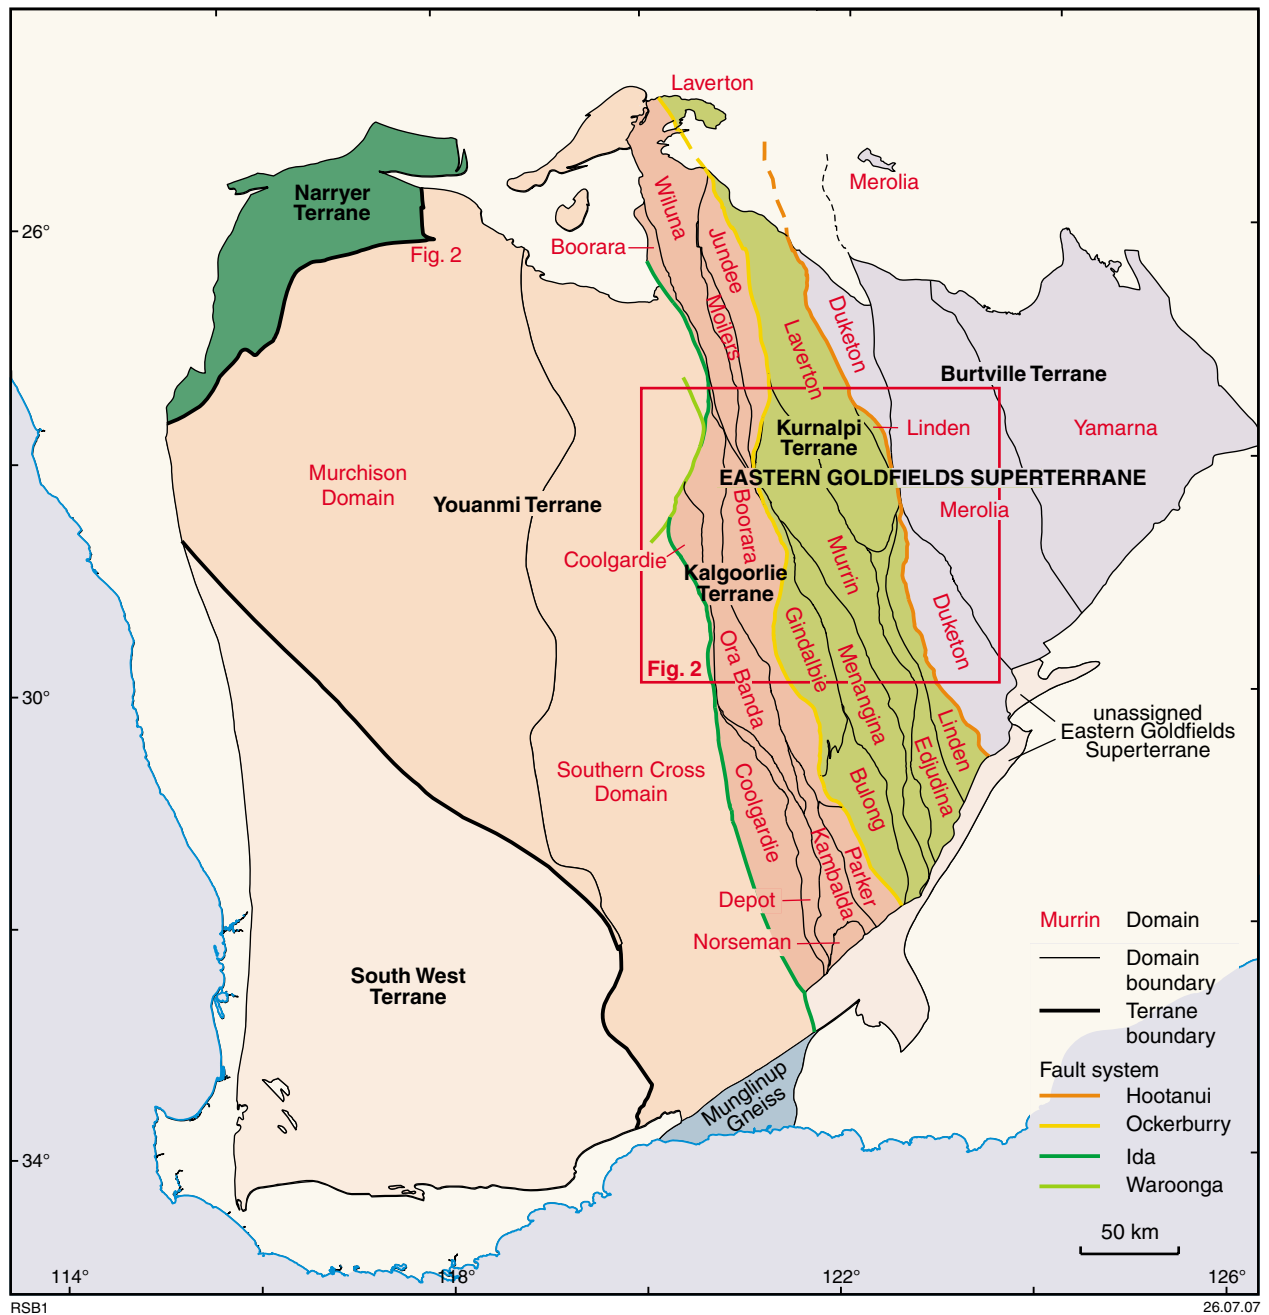 Laverton
Narryer
Terrane
Merolia
Wiluna
26°
Boorara
Fig. 2
Jundee
Moilers
Duketon
Laverton
Burtville Terrane
Kurnalpi
Terrane
Linden
Yamarna
Murchison
Domain
EASTERN GOLDFIELDS SUPERTERRANE
Youanmi Terrane
Merolia
Boorara
Murrin
Coolgardie
Kalgoorlie
Terrane
Gindalbie
Duketon
Ora Banda
Menangina
Fig. 2
30°
Linden
unassigned
Eastern Goldfields
Superterrane
Edjudina
Southern Cross
Domain
Coolgardie
Bulong
Kambalda
Parker
Depot
Norseman
South West
Terrane
Munglinup
Gneiss
Murrin Domain
Domain
boundary
Terrane
boundary
Fault system
Hootanui
Ockerburry
Ida
Waroonga
34°
50 km
114°
118°
122°
126°
RSB1
26.07.07